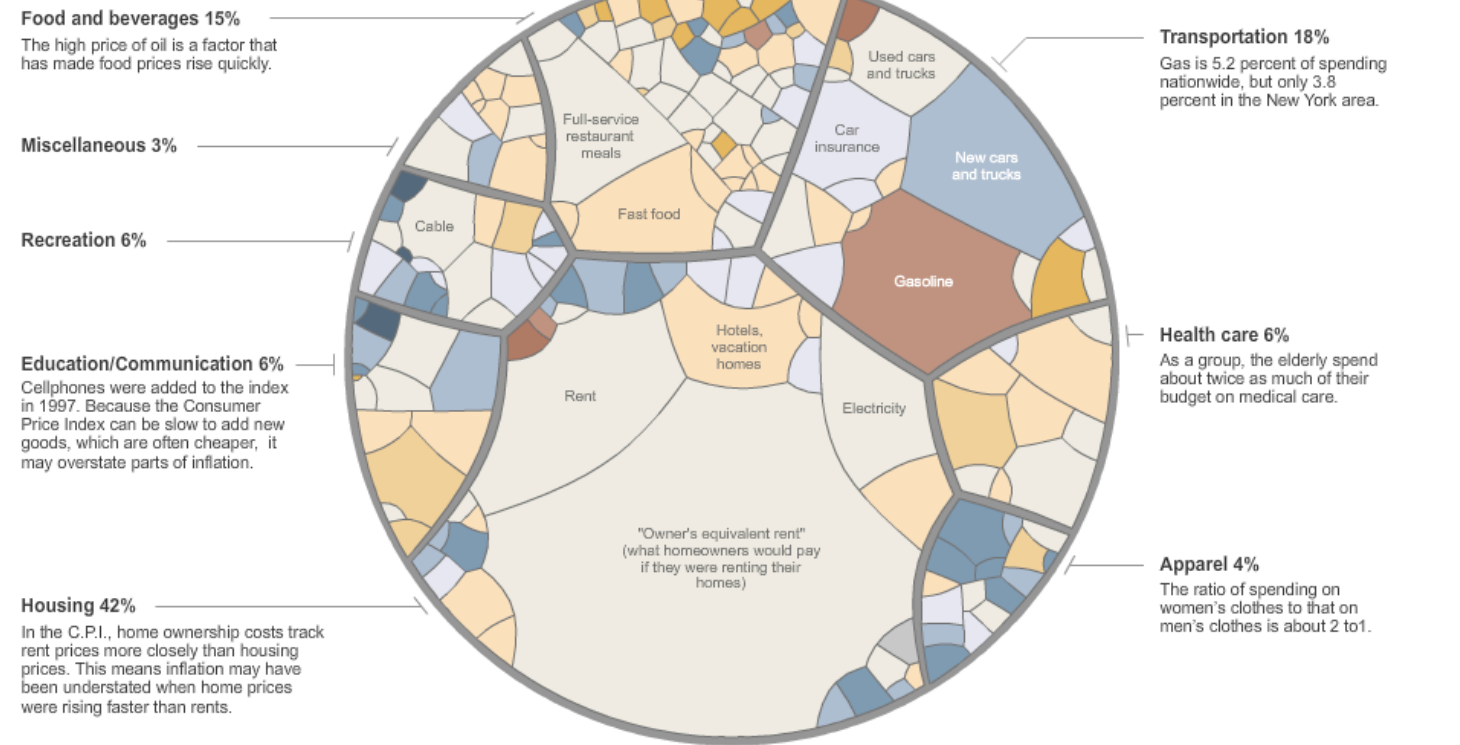 Food and beverages 15%
The high price of oil is a factor that
has made food prices rise quickly.
Miscellaneous 3%
Recreation 6%
Education/Communication 6%
Cellphones were added to the index
in 1997. Because the Consumer
Price Index can be slow to add new
goods, which are often cheaper,  it
may overstate parts of inflation.
Housing 42%
In the C.P.I., home ownership costs track
rent prices more closely than housing
prices. This means inflation may have
been understated when home prices
were rising faster than rents.
Used cars
and trucks
Full-service
restaurant
meals
Car
insurance
New cars
and trucks
Fast food
Cable
Gasoline
Hotels,
vacation
homes
Rent
Electricity
"Owner's equivalent rent"
(what homeowners would pay
if they were renting their
homes)
Transportation 18%
Gas is 5.2 percent of spending
nationwide, but only 3.8
percent in the New York area.
Health care 6%
As a group, the elderly spend
about twice as much of their
budget on medical care.
Apparel 4%
The ratio of spending on
women’s clothes to that on
men’s clothes is about 2 to1.